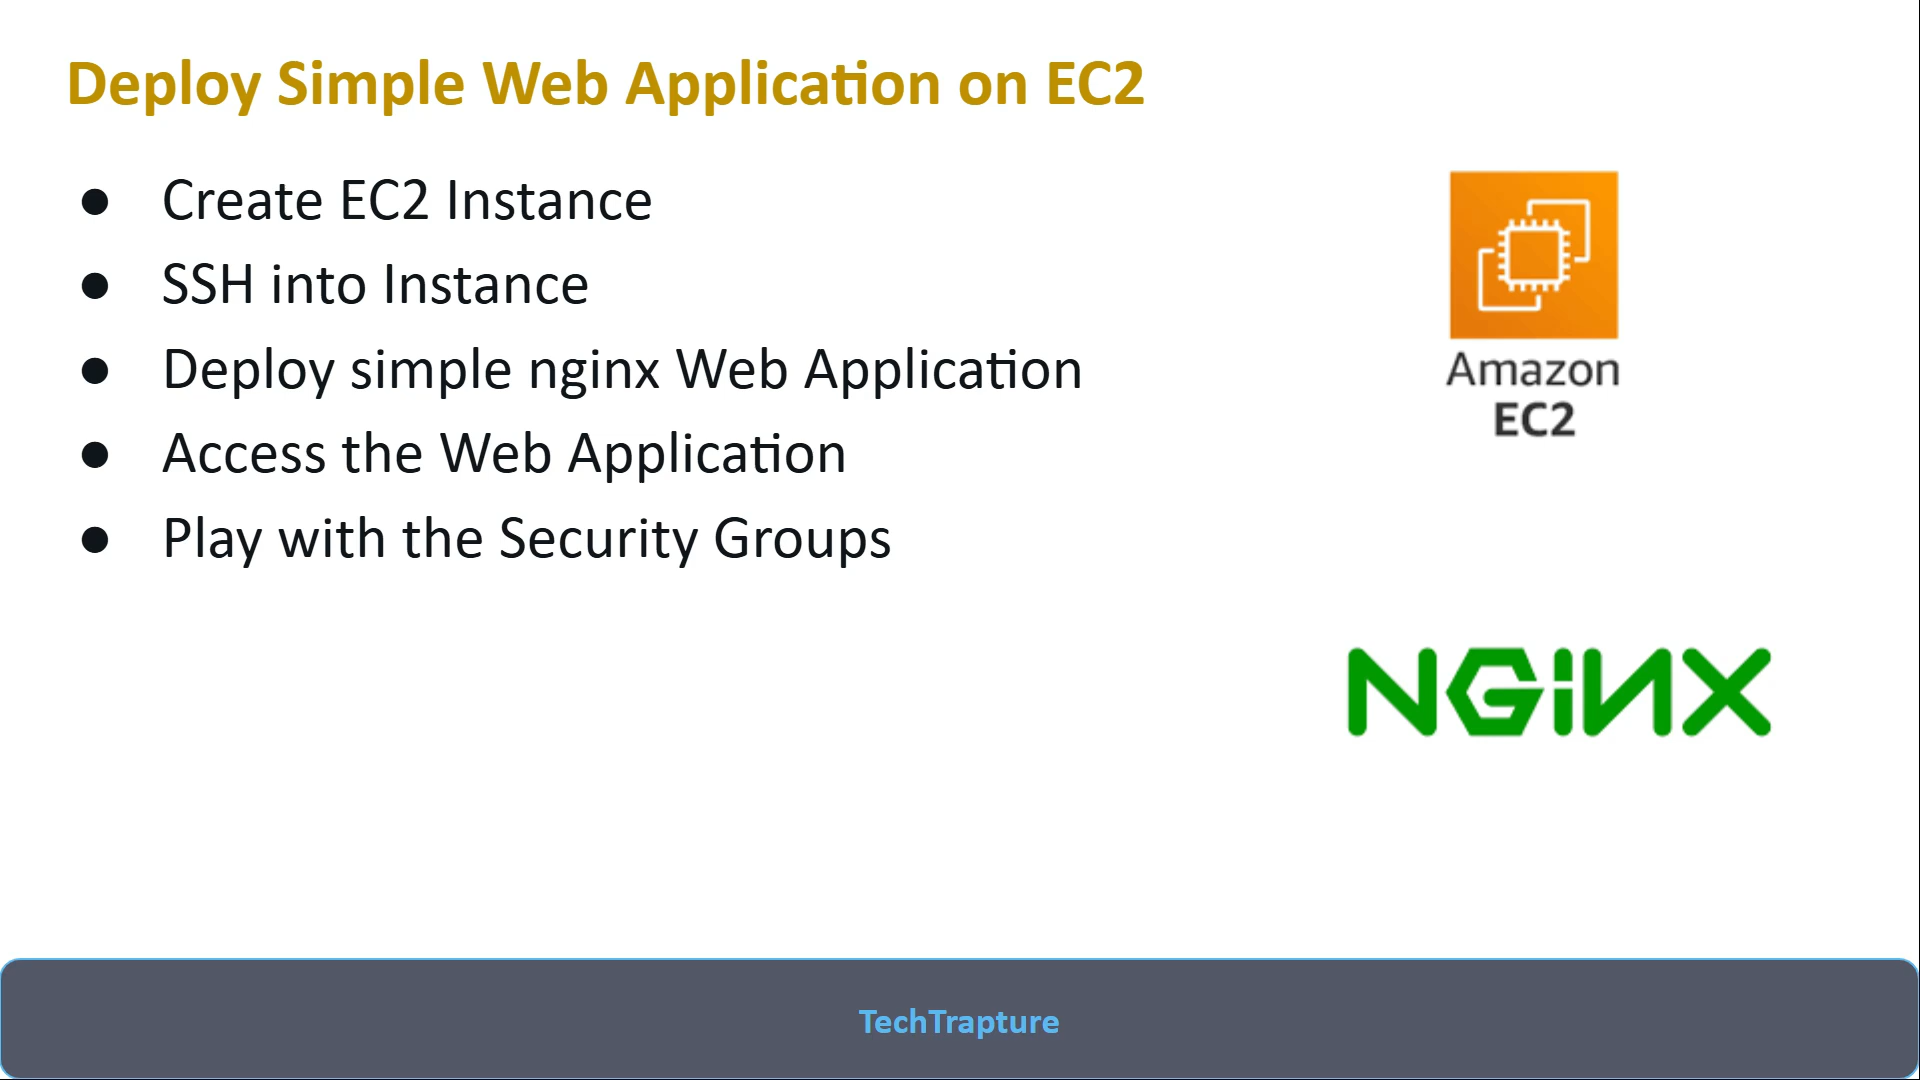 Deploy Simple Web Application on EC2
● Create EC2 Instance
● SSH into Instance
● Deploy simple nginx Web Application
● Access the Web Application
● Play with the Security Groups
Amazon
EC2
NGiNX
TechTrapture